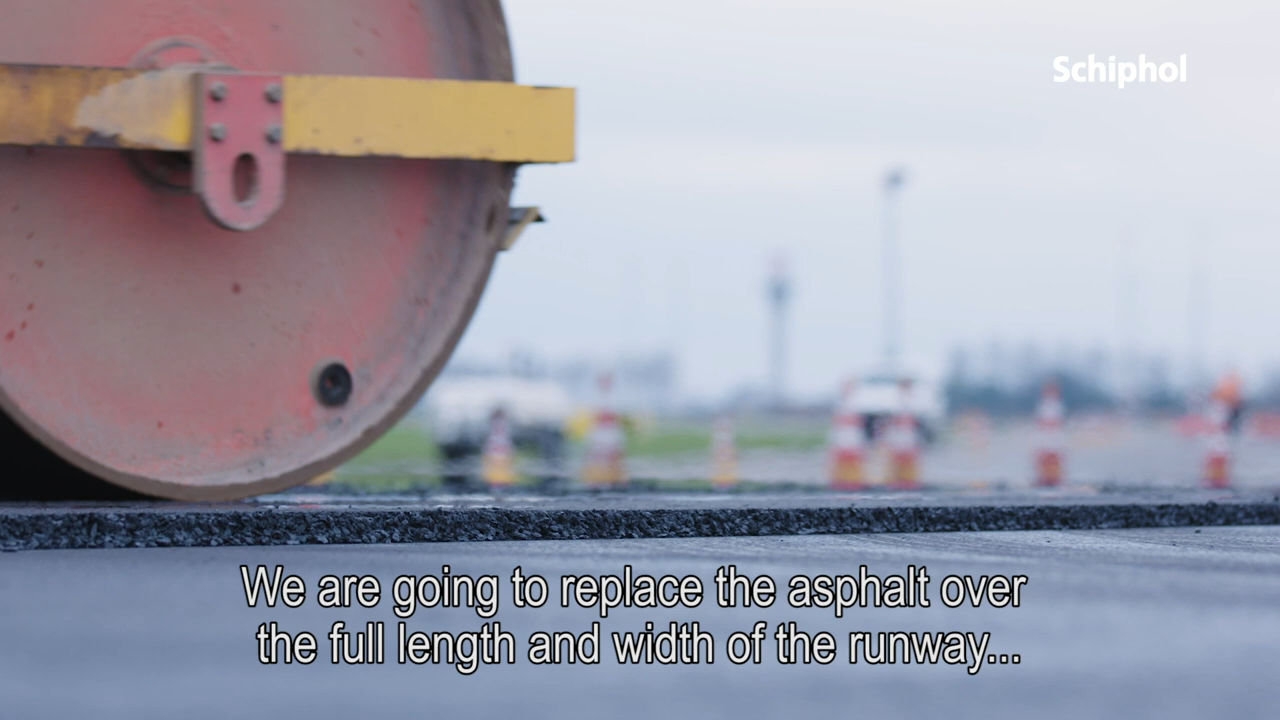 Schiphol
We are going to replace the asphalt over
the full length and width of the runway...